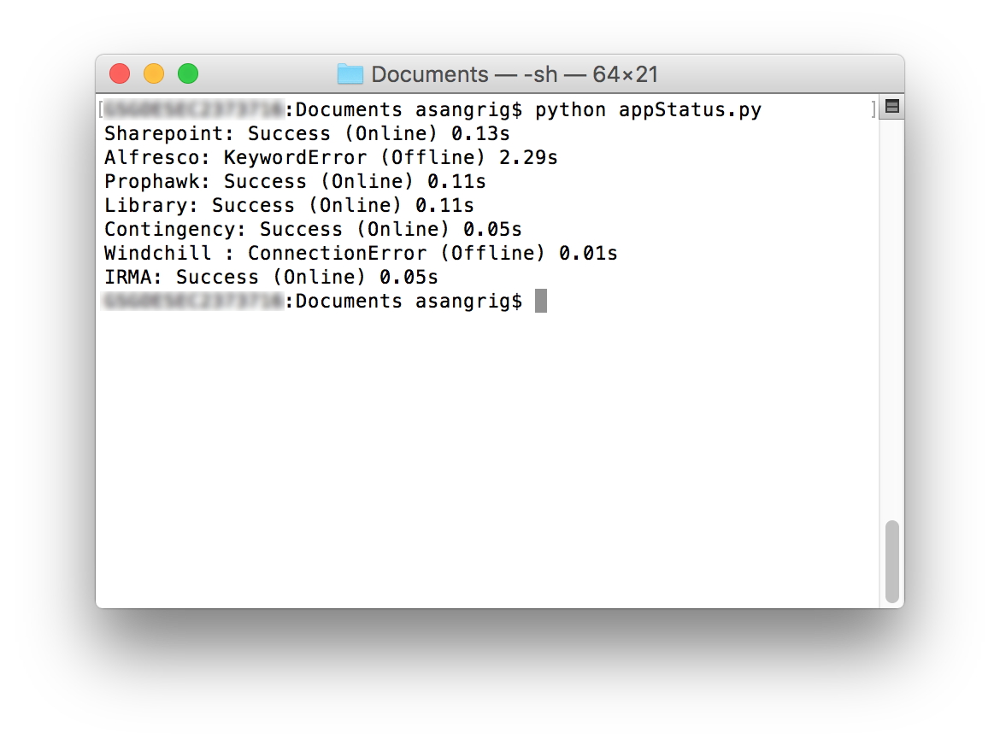 Documents — -sh — 64×21
:Documents asangrig$ python appStatus.py
Sharepoint: Success (Online) 0.13s
Alfresco: KeywordError (Offline) 2.29s
Prophawk: Success (Online) 0.11s
Library: Success (Online) 0.11s
Contingency: Success (Online) 0.05s
Windchill : ConnectionError (Offline) 0.01s
IRMA: Success (Online) 0.05s
:Documents asangrig$